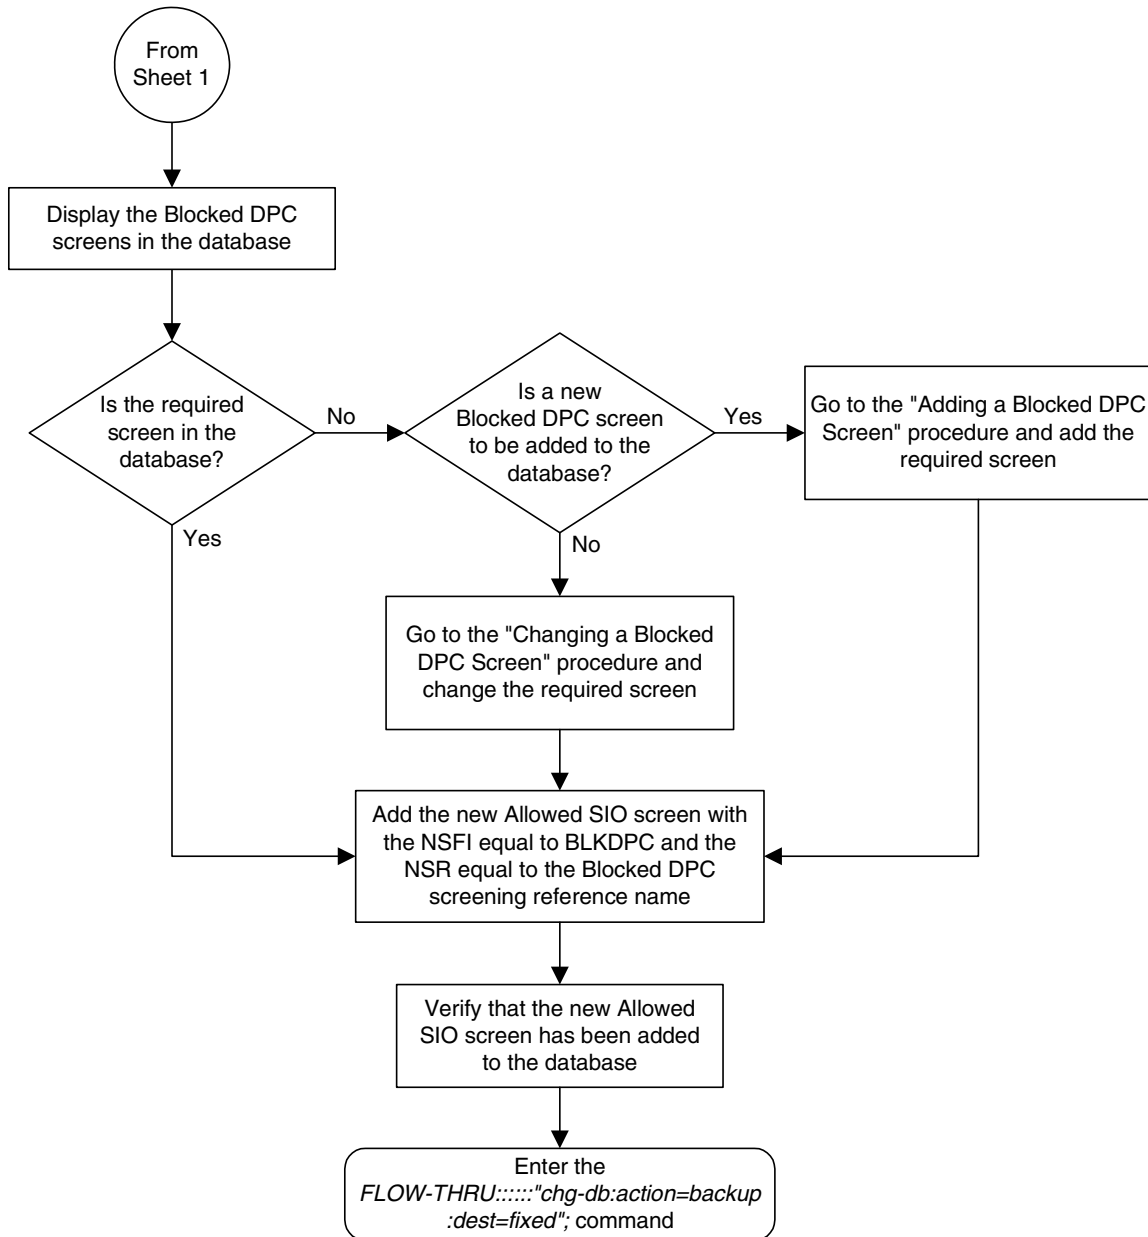 From
Sheet 1
Display the Blocked DPC
screens in the database
Is the required
screen in the
database?
No
Yes
Is a new
Blocked DPC screen
to be added to the
database?
Yes
No
Go to the "Adding a Blocked DPC
Screen" procedure and add the
required screen
Go to the "Changing a Blocked
DPC Screen" procedure and
change the required screen
Add the new Allowed SIO screen with
the NSFI equal to BLKDPC and the
NSR equal to the Blocked DPC
screening reference name
Verify that the new Allowed
SIO screen has been added
to the database
Enter the
FLOW-THRU::::::"chg-db:action=backup
:dest=fixed"; command